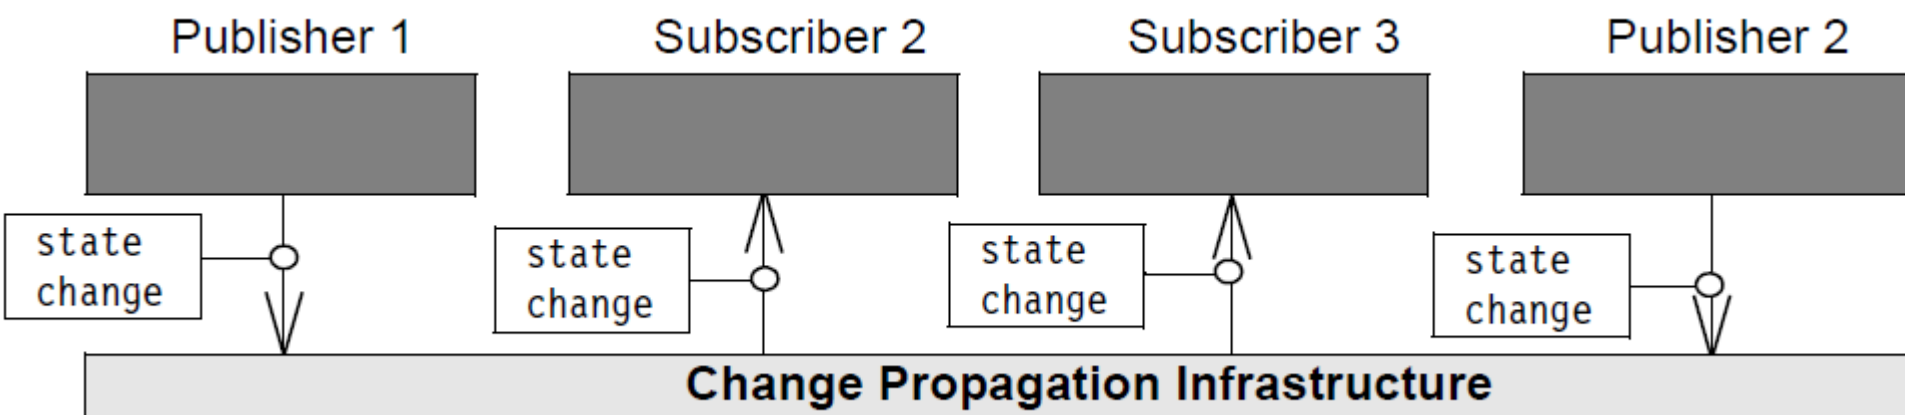 Publisher 1
Subscriber 2
Subscriber 3
Publisher 2
state
change
state
change
state
change
state
change
Change Propagation Infrastructure